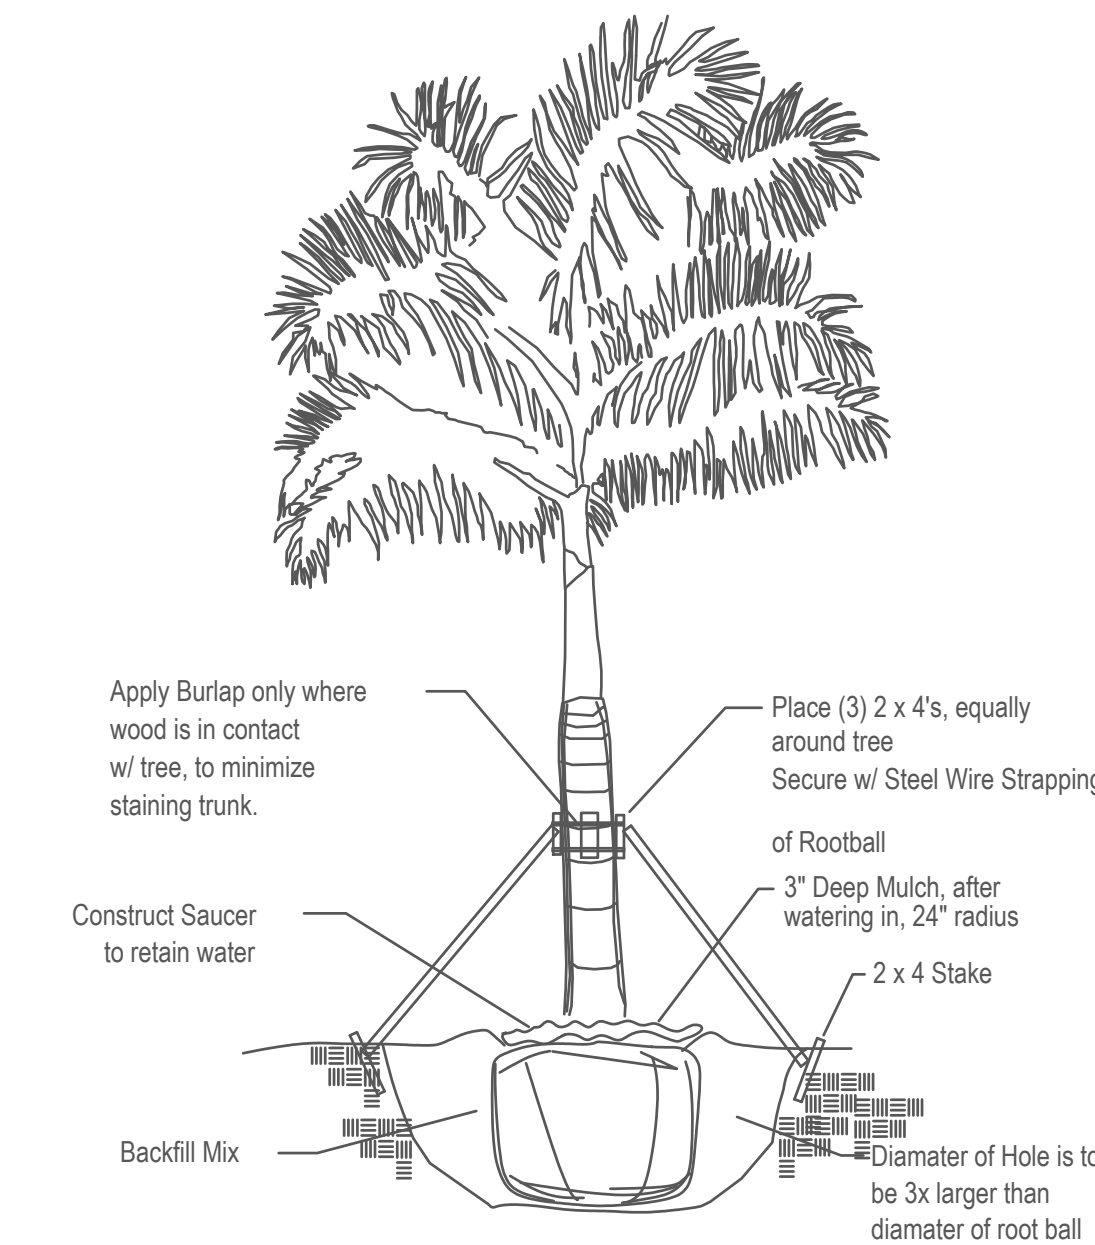 Apply Burlap only where
wood is in contact
w/ tree, to minimize
staining trunk.
Place (3) 2 x 4's, equally
around tree
Secure w/ Steel Wire Strapping
of Rootball
3" Deep Mulch, after
watering in, 24" radius
Construct Saucer
to retain water
2 x 4 Stake
Backfill Mix
Diamater of Hole is to
be 3x larger than
diamater of root ball